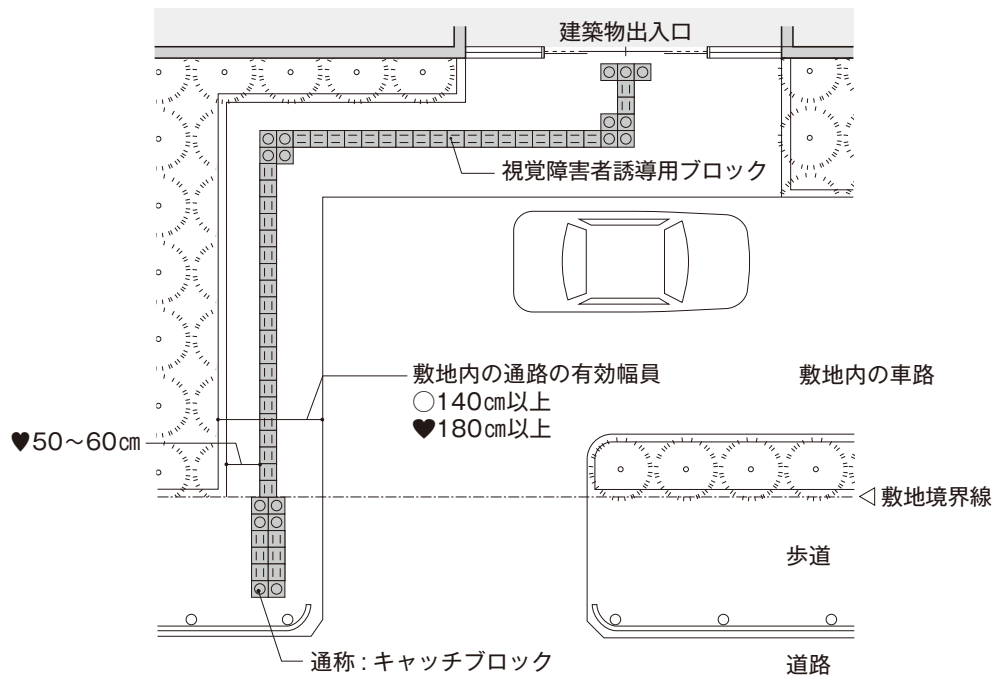 建築物出入口
視覚障害者誘導用ブロック
敷地内の通路の有効幅員
○140㎝以上
♥180㎝以上
敷地内の車路
♥50～60㎝
◁敷地境界線
歩道
通称：キャッチブロック
道路